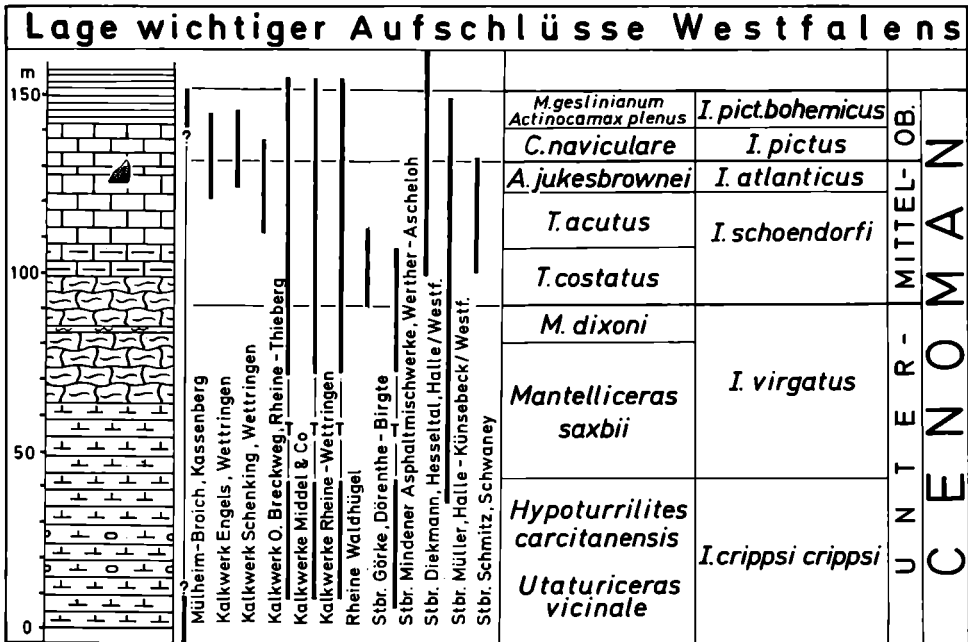 Lage wichtiger Aufschlüsse Westfalens
m
150
100
50
0
?
?
Mülheim-Broich, Kassenberg
Kalkwerk Engels, Wettringen
Kalkwerk Schenking, Wettringen
Kalkwerk O. Breckweg, Rheine-Thieberg
Kalkwerke Middel & Co
Kalkwerke Rheine-Wettringen
Rheine Waldhügel
Stbr. Görke, Dörenthe-Birgte
Stbr. Mindener Asphaltmischwerke, Werther-Ascheloh
Stbr. Diekmann, Hesseltal, Halle/Westf.
Stbr. Müller, Halle-Künsebeck/Westf.
Stbr. Schmitz, Schwaney
T
T
T
T
M. geslinianum
Actinocamax plenus
C. naviculare
A. jukesbrownei
T. acutus
T. costatus
M. dixoni
Mantelliceras
saxbii
Hypoturrilites
carcitanensis
Utaturiceras
vicinale
I. pict. bohemicus
I. pictus
I. atlanticus
I. schoendorfi
I. virgatus
I. crippsi crippsi
OB.
MITTEL-
UNTER-
CENOMAN